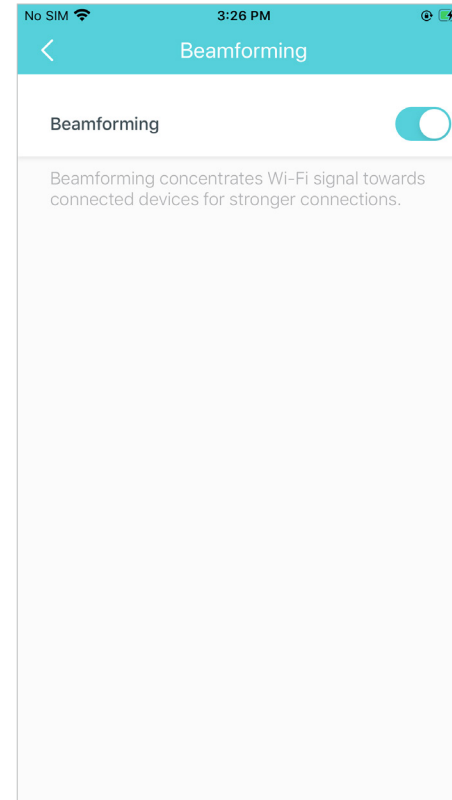 No SIM 3:26 PM
Beamforming
Beamforming
Beamforming concentrates Wi-Fi signal towards
connected devices for stronger connections.